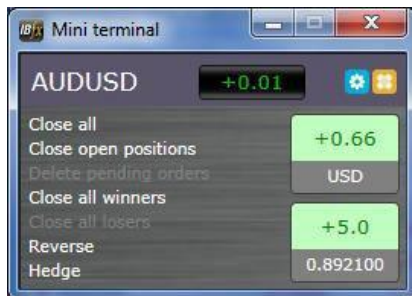 IBfx Mini terminal
AUDUSD +0.01
Close all
Close open positions
Delete pending orders
Close all winners
Close all losers
Reverse
Hedge
+0.66
USD
+5.0
0.892100